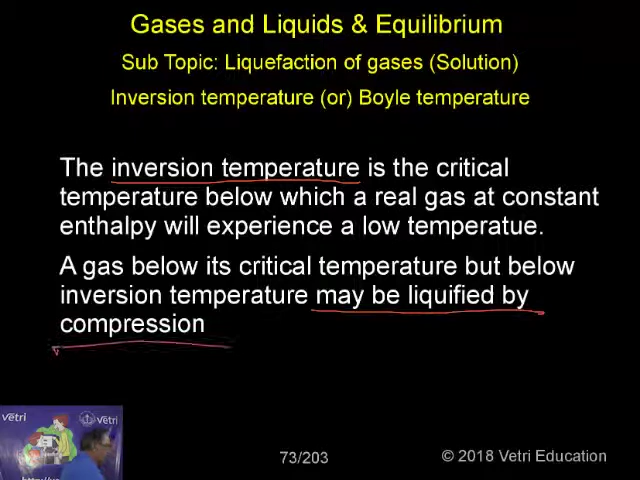 Gases and Liquids & Equilibrium
Sub Topic: Liquefaction of gases (Solution)
Inversion temperature (or) Boyle temperature
The inversion temperature is the critical
temperature below which a real gas at constant
enthalpy will experience a low temperatue.
A gas below its critical temperature but below
inversion temperature may be liquified by
compression
Vetri
Vetri
73/203
© 2018 Vetri Education